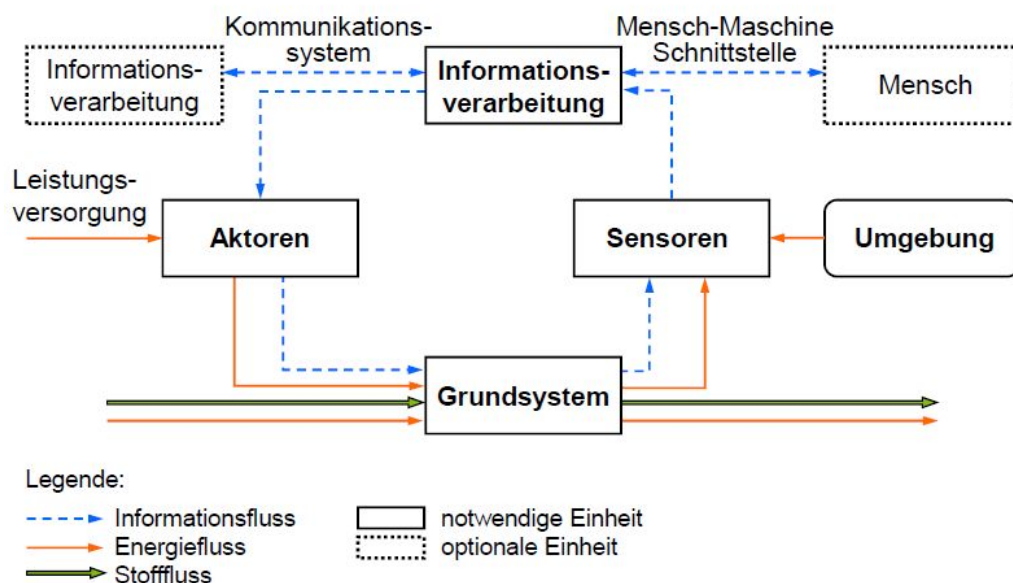 Kommunikations-
system
Mensch-Maschine
Schnittstelle
Informations-
verarbeitung
Informations-
verarbeitung
Mensch
Leistungs-
versorgung
Aktoren
Sensoren
Umgebung
Grundsystem
Legende:
Informationsfluss
notwendige Einheit
Energiefluss
optionale Einheit
Stofffluss